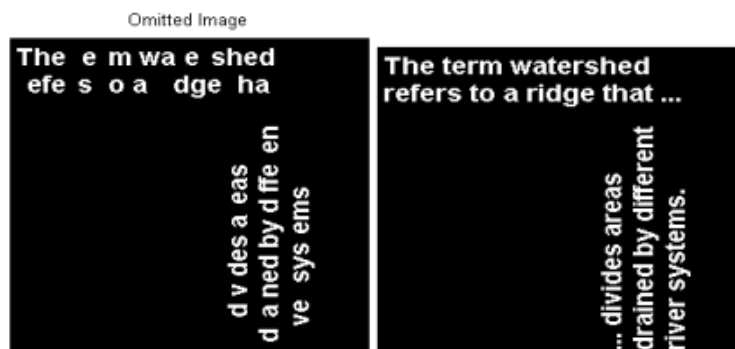 Omitted Image
The e m wa e shed
efe s o a dge ha
d v des a eas
d a ned by d ffe en
ve sys ems
The term watershed
refers to a ridge that ...
... divides areas
drained by different
river systems.